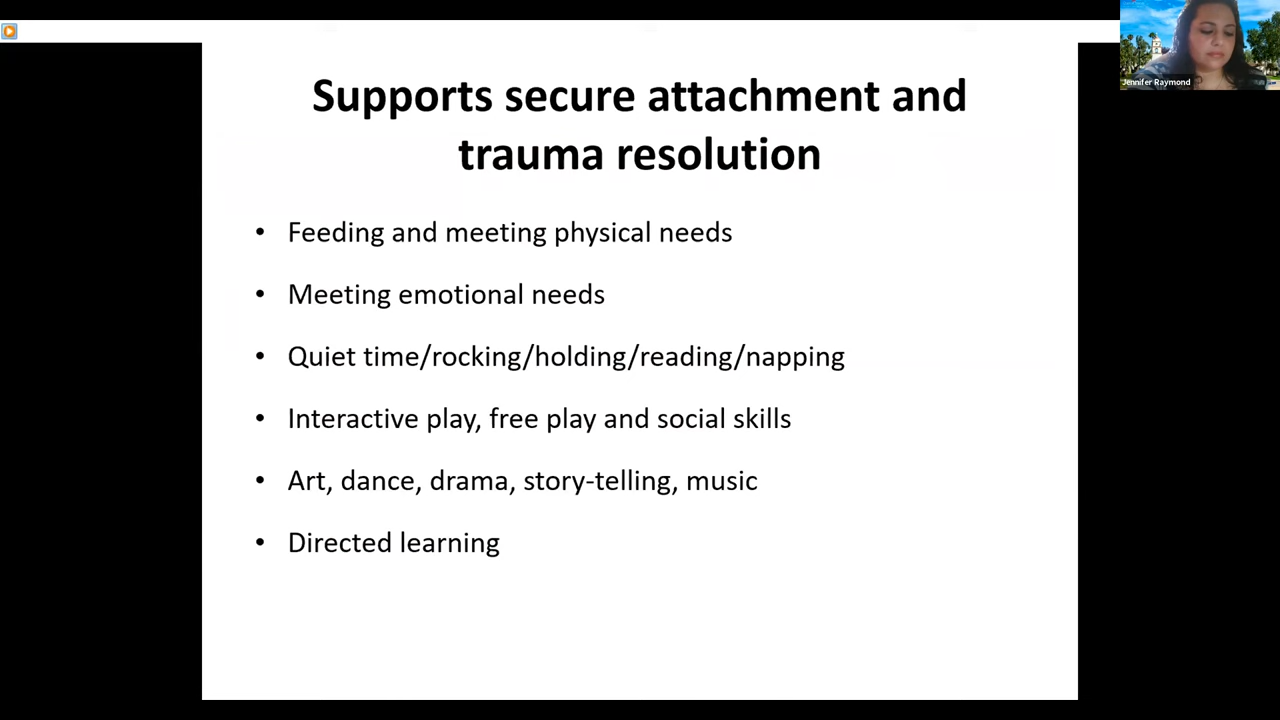 Supports secure attachment and
trauma resolution
• Feeding and meeting physical needs
• Meeting emotional needs
• Quiet time/rocking/holding/reading/napping
• Interactive play, free play and social skills
• Art, dance, drama, story-telling, music
• Directed learning
Jennifer Raymond